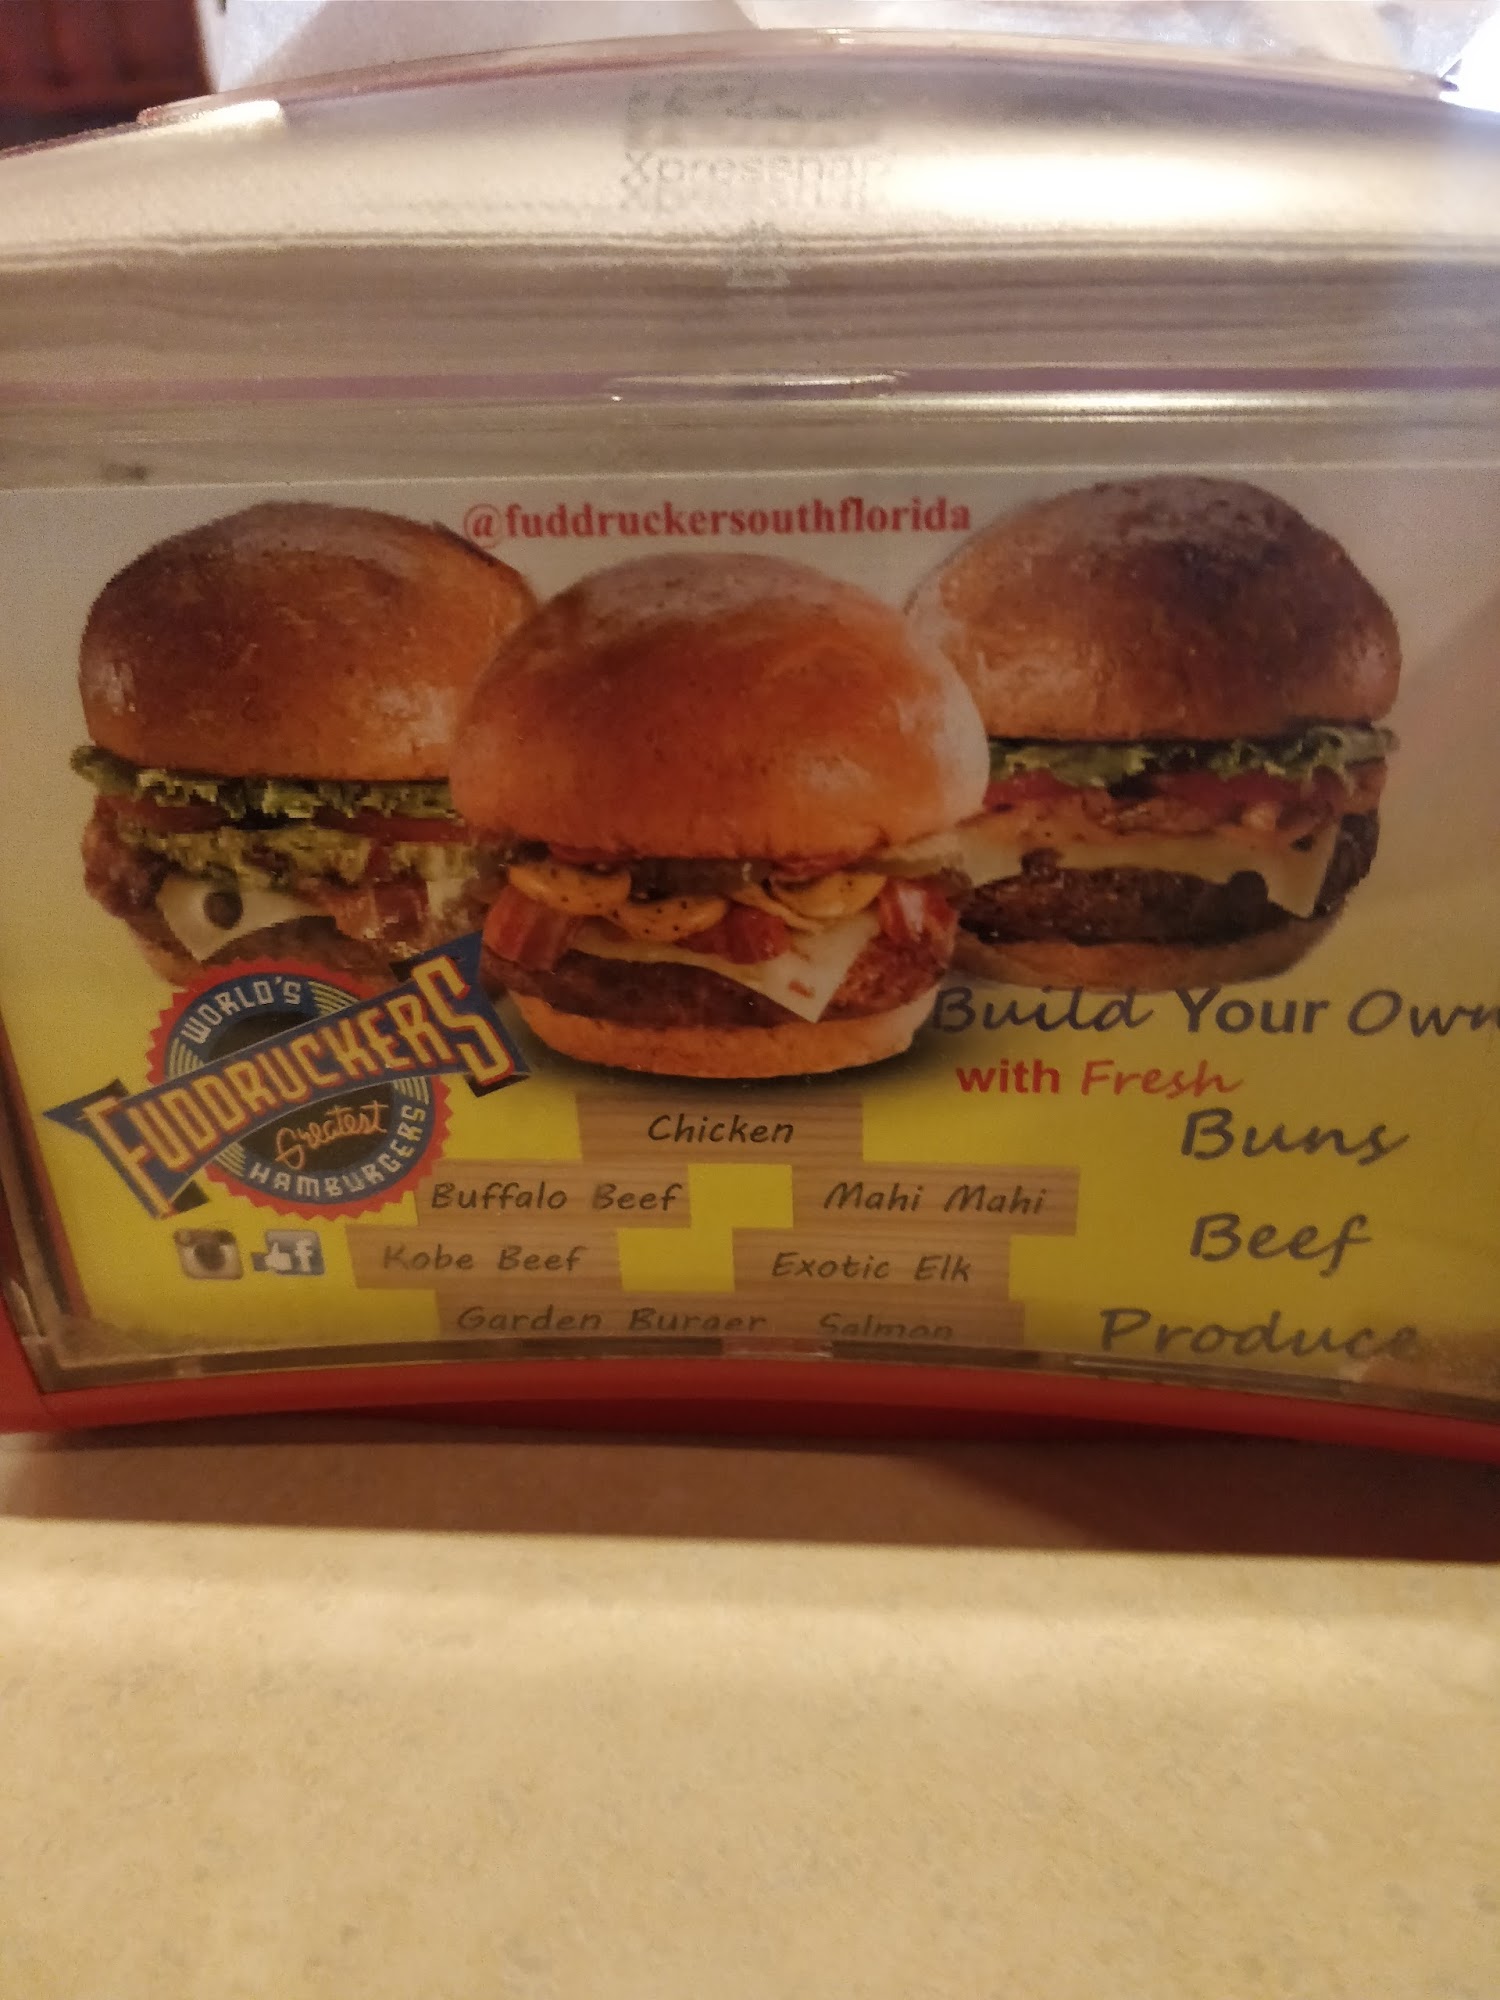 Xpressnap
@fuddruckersouthflorida
WORLD'S
FUDDRUCKERS
Greatest
HAMBURGERS
Build Your Own
with Fresh
Buns
Beef
Produce
Chicken
Buffalo Beef Mahi Mahi
Kobe Beef Exotic Elk
Garden Burger Salmon
f